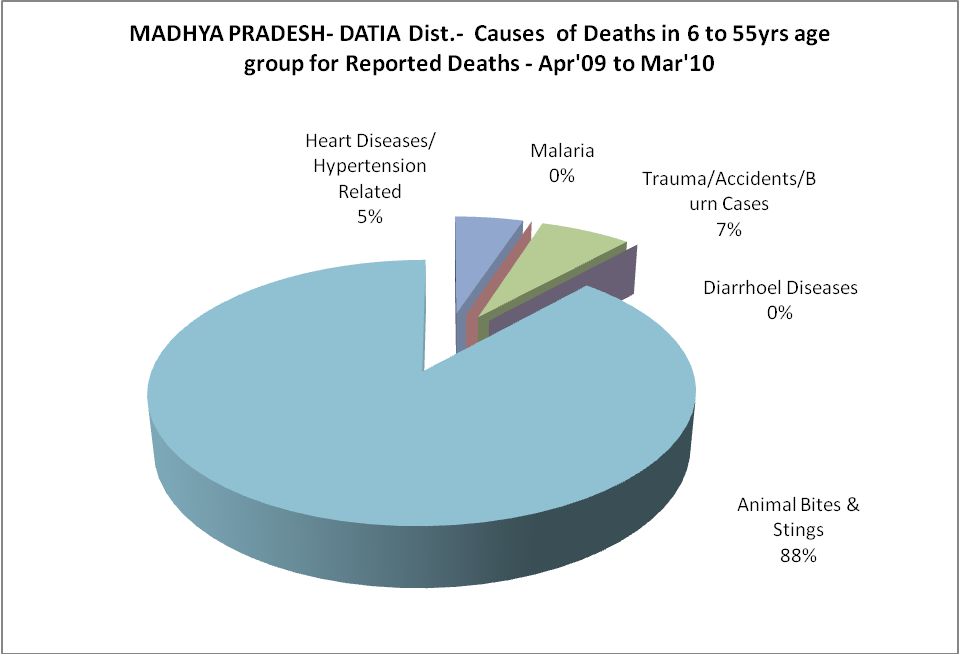 MADHYA PRADESH- DATIA Dist.-  Causes  of Deaths in 6 to 55yrs age
group for Reported Deaths - Apr'09 to Mar'10
Heart Diseases/
Hypertension
Related
5%
Malaria
0%
Trauma/Accidents/B
urn Cases
7%
Diarrhoel Diseases
0%
Animal Bites &
Stings
88%